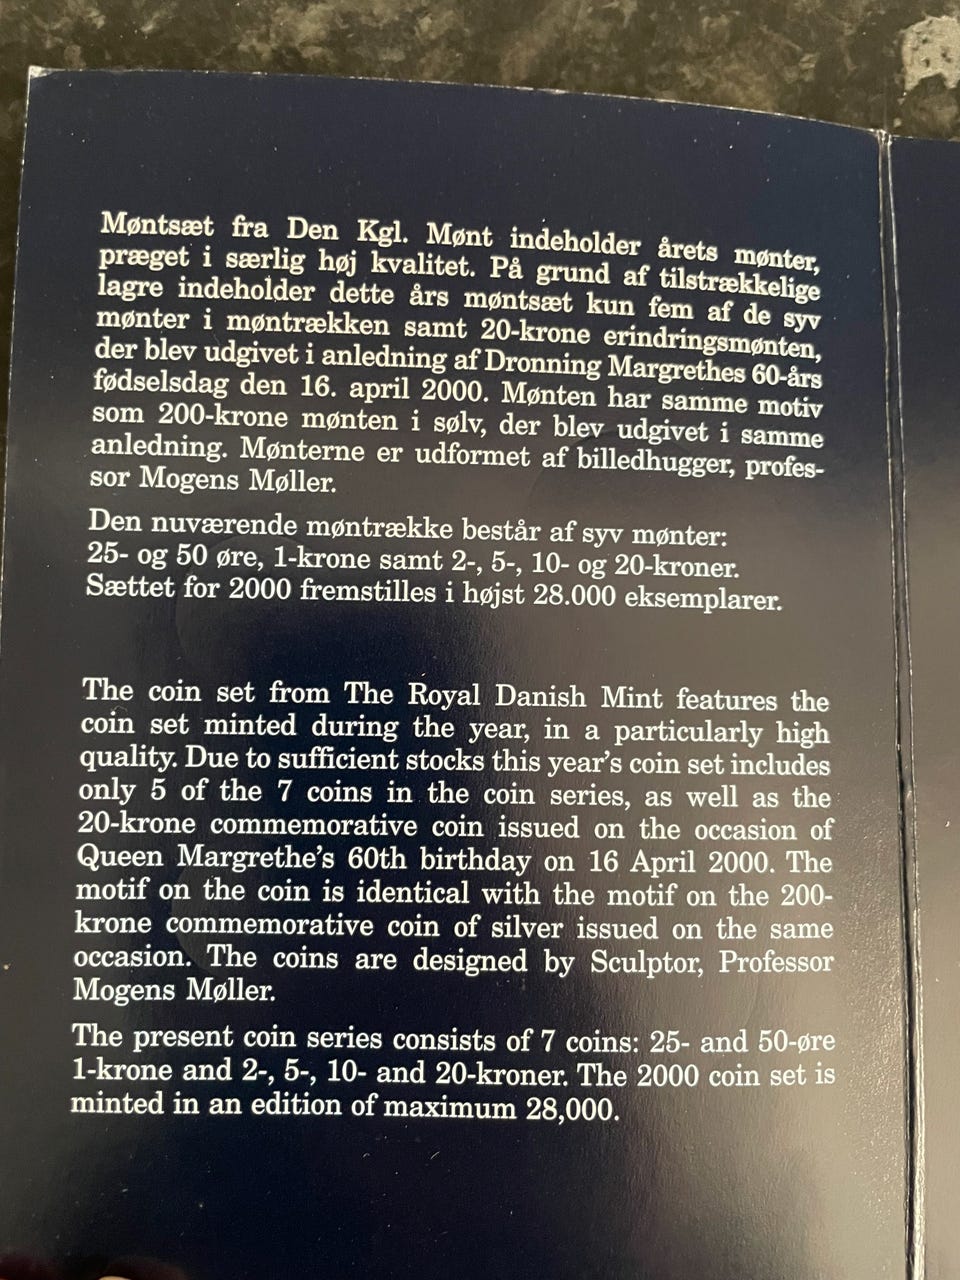 Møntsæt fra Den Kgl. Mønt indeholder årets mønter,
præget i særlig høj kvalitet. På grund af tilstrækkelige
lagre indeholder dette års møntsæt kun fem af de syv
mønter i møntrækken samt 20-krone erindringsmønten,
der blev udgivet i anledning af Dronning Margrethes 60-års
fødselsdag den 16. april 2000. Mønten har samme motiv
som 200-krone mønten i sølv, der blev udgivet i samme
anledning. Mønterne er udformet af billedhugger, profes-
sor Mogens Møller.
Den nuværende møntrække består af syv mønter:
25- og 50 øre, 1-krone samt 2-, 5-, 10- og 20-kroner.
Sættet for 2000 fremstilles i højst 28.000 eksemplarer.
The coin set from The Royal Danish Mint features the
coin set minted during the year, in a particularly high
quality. Due to sufficient stocks this year's coin set includes
only 5 of the 7 coins in the coin series, as well as the
20-krone commemorative coin issued on the occasion of
Queen Margrethe's 60th birthday on 16 April 2000. The
motif on the coin is identical with the motif on the 200-
krone commemorative coin of silver issued on the same
occasion. The coins are designed by Sculptor, Professor
Mogens Møller.
The present coin series consists of 7 coins: 25- and 50-øre
1-krone and 2-, 5-, 10- and 20-kroner. The 2000 coin set is
minted in an edition of maximum 28,000.